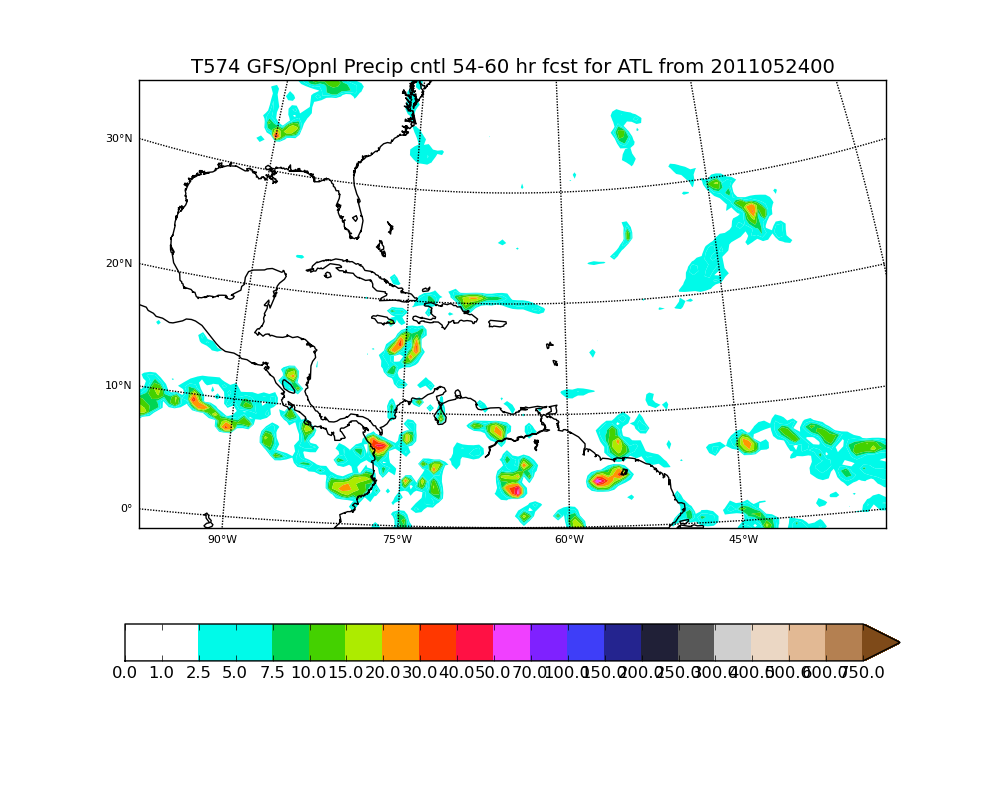 T574 GFS/Opnl Precip cntl 54-60 hr fcst for ATL from 2011052400
30°N
20°N
10°N
0°
90°W 75°W 60°W 45°W
0.0 1.0 2.5 5.0 7.5 10.0 15.0 20.0 30.0 40.0 50.0 70.0 100.0 150.0 200.0 250.0 300.0 400.0 500.0 600.0 750.0